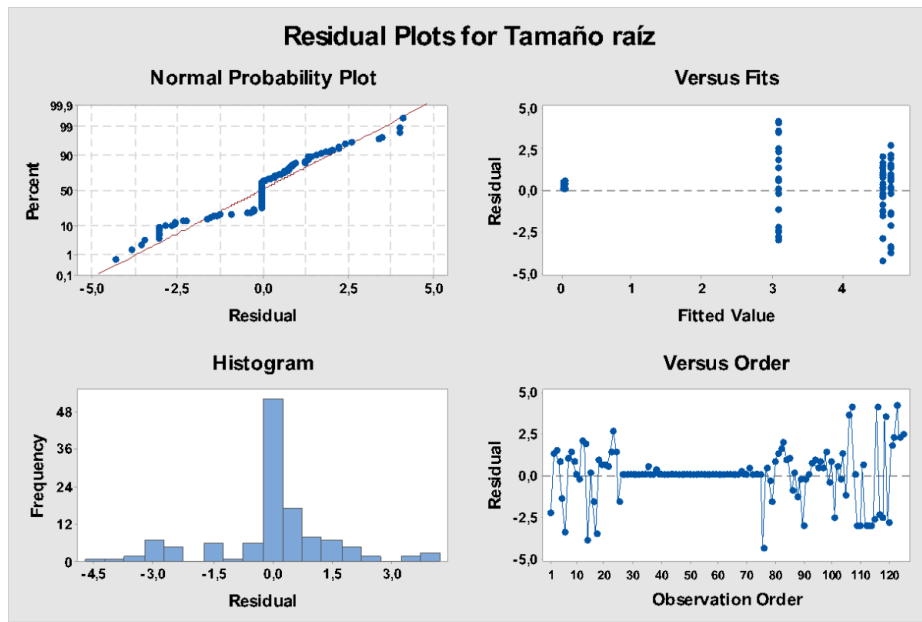 Residual Plots for Tamaño raíz
Normal Probability Plot
99,9
99
90
50
10
1
0,1
Percent
-5,0 -2,5 0,0 2,5 5,0
Residual
Versus Fits
5,0
2,5
0,0
-2,5
-5,0
Residual
0 1 2 3 4
Fitted Value
Histogram
48
36
24
12
0
Frequency
-4,5 -3,0 -1,5 0,0 1,5 3,0
Residual
Versus Order
5,0
2,5
0,0
-2,5
-5,0
Residual
1 10 20 30 40 50 60 70 80 90 100 110 120
Observation Order